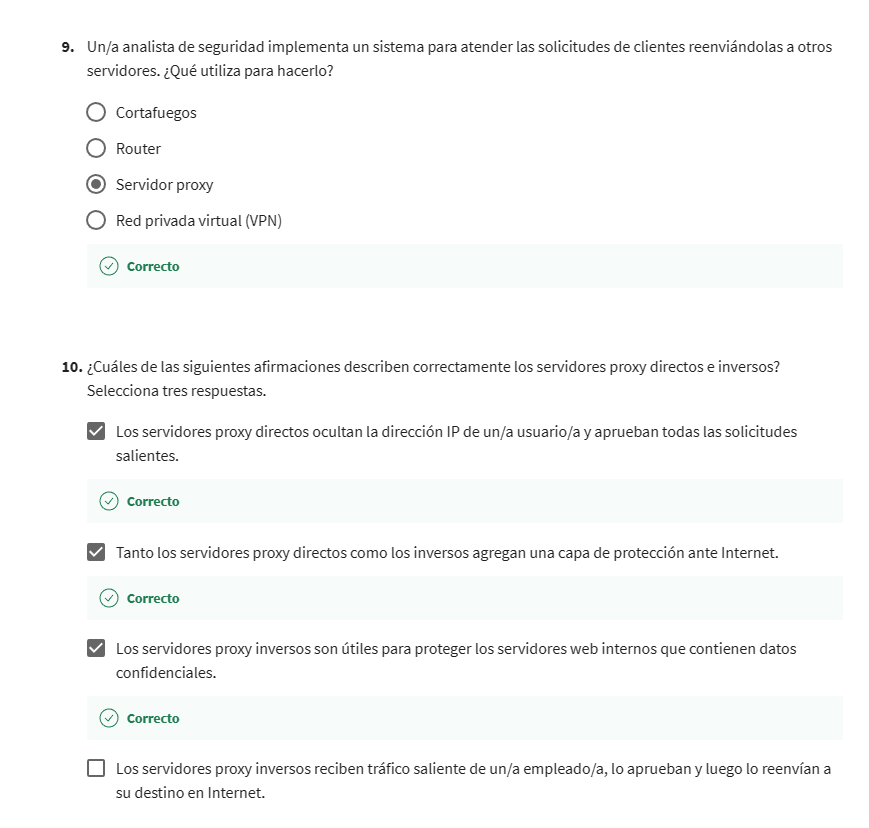 9. Un/a analista de seguridad implementa un sistema para atender las solicitudes de clientes reenviándolas a otros
servidores. ¿Qué utiliza para hacerlo?
Cortafuegos
Router
Servidor proxy
Red privada virtual (VPN)
Correcto
10. ¿Cuáles de las siguientes afirmaciones describen correctamente los servidores proxy directos e inversos?
Selecciona tres respuestas.
Los servidores proxy directos ocultan la dirección IP de un/a usuario/a y aprueban todas las solicitudes
salientes.
Correcto
Tanto los servidores proxy directos como los inversos agregan una capa de protección ante Internet.
Correcto
Los servidores proxy inversos son útiles para proteger los servidores web internos que contienen datos
confidenciales.
Correcto
Los servidores proxy inversos reciben tráfico saliente de un/a empleado/a, lo aprueban y luego lo reenvían a
su destino en Internet.